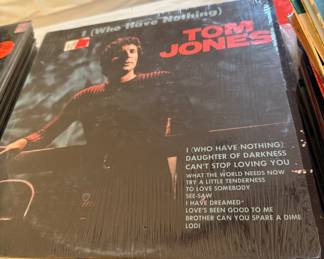 I (Who Have Nothing)
TOM
JONES
I (WHO HAVE NOTHING)
DAUGHTER OF DARKNESS
CAN'T STOP LOVING YOU
WHAT THE WORLD NEEDS NOW
TRY A LITTLE TENDERNESS
TO LOVE SOMEBODY
SEE-SAW
I HAVE DREAMED
LOVE'S BEEN GOOD TO ME
BROTHER CAN YOU SPARE A DIME
LODI